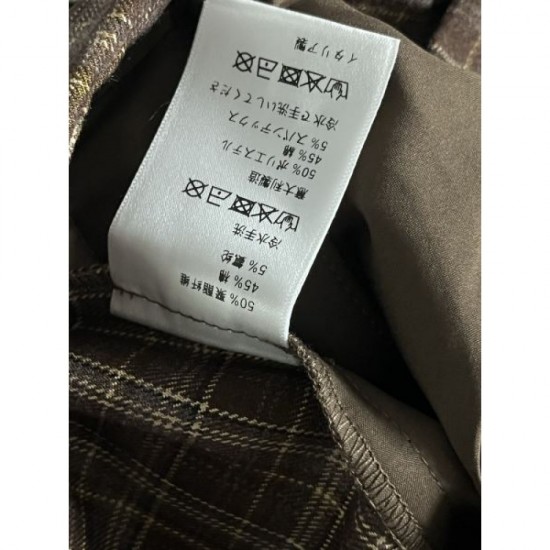 50% 聚酯纤维
45% 棉
5% 氨纶
冷水手洗
意大利製造
50% ポリエステル
45% 綿
5% スパンデックス
冷水で手洗いしてくださ
イタリア製